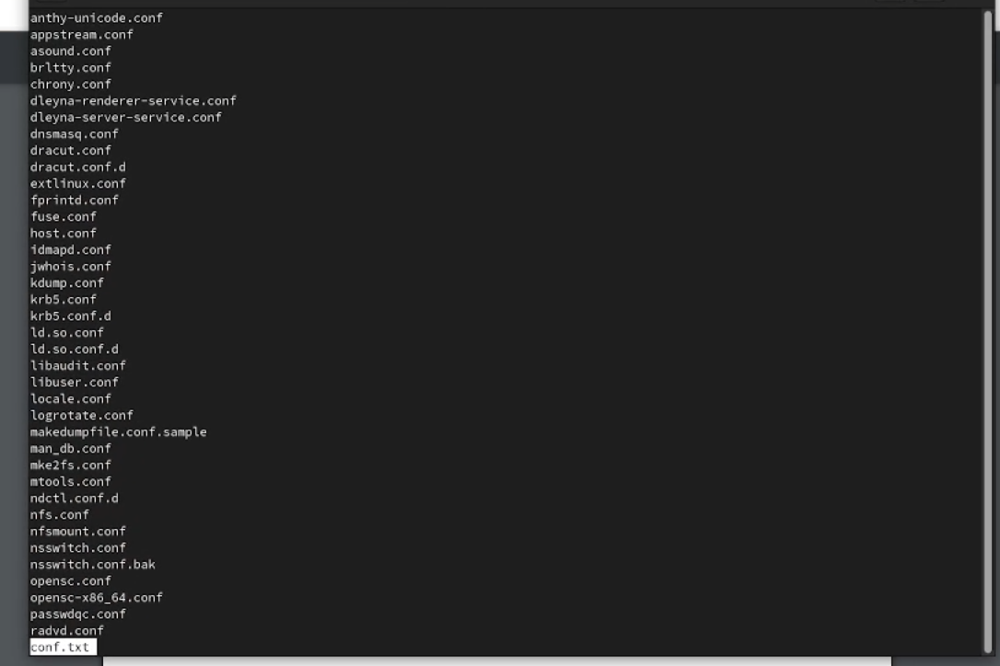 anthy-unicode.conf
appstream.conf
asound.conf
brltty.conf
chrony.conf
dleyna-renderer-service.conf
dleyna-server-service.conf
dnsmasq.conf
dracut.conf
dracut.conf.d
extlinux.conf
fprintd.conf
fuse.conf
host.conf
idmapd.conf
jwhois.conf
kdump.conf
krb5.conf
krb5.conf.d
ld.so.conf
ld.so.conf.d
libaudit.conf
libuser.conf
locale.conf
logrotate.conf
makedumpfile.conf.sample
man_db.conf
mke2fs.conf
mtools.conf
ndctl.conf.d
nfs.conf
nfsmount.conf
nsswitch.conf
nsswitch.conf.bak
opensc.conf
opensc-x86_64.conf
passwdqc.conf
radvd.conf
conf.txt